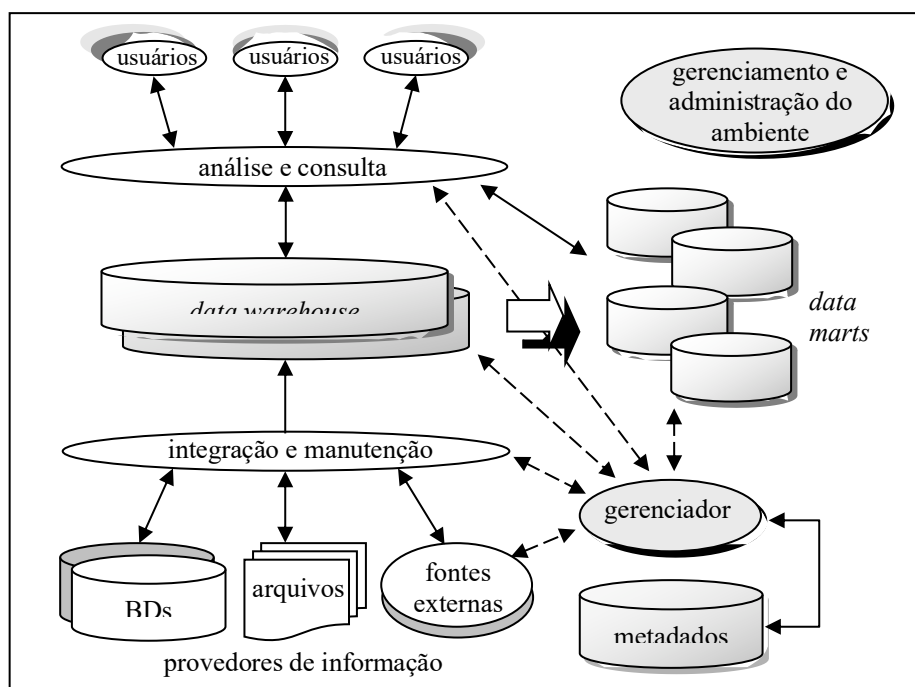 usuários
usuários
usuários
gerenciamento e
administração do
ambiente
análise e consulta
data warehouse
data
marts
integração e manutenção
gerenciador
BDs
arquivos
fontes
externas
metadados
provedores de informação